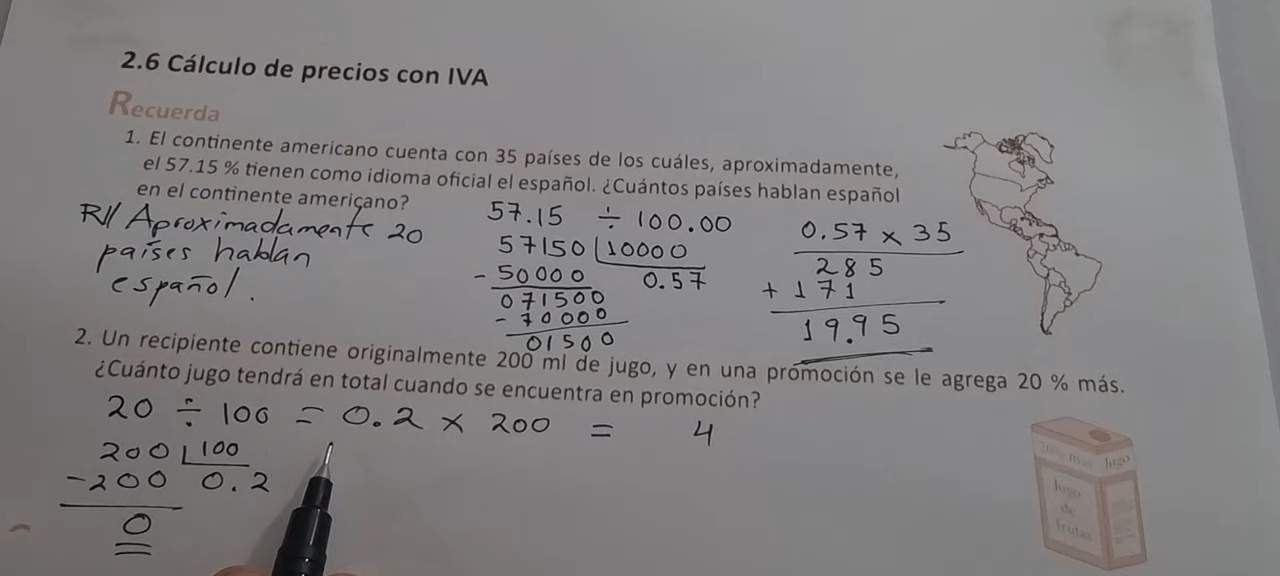 2.6 Cálculo de precios con IVA
Recuerda
1. El continente americano cuenta con 35 países de los cuáles, aproximadamente,
el 57.15 % tienen como idioma oficial el español. ¿Cuántos países hablan español
en el continente americano?
R// Aproximadamente 20
países hablan
español.
57.15 ÷ 100.00
57150 10000
- 50000 0.57
071500
- 70000
01500
0.57 x 35
285
+ 171
19.95
2. Un recipiente contiene originalmente 200 ml de jugo, y en una promoción se le agrega 20 % más.
¿Cuánto jugo tendrá en total cuando se encuentra en promoción?
20 ÷ 100 = 0.2 x 200 = 4
200 100
-200 0.2
0
20% más Jugo
Jugo
de
frutas